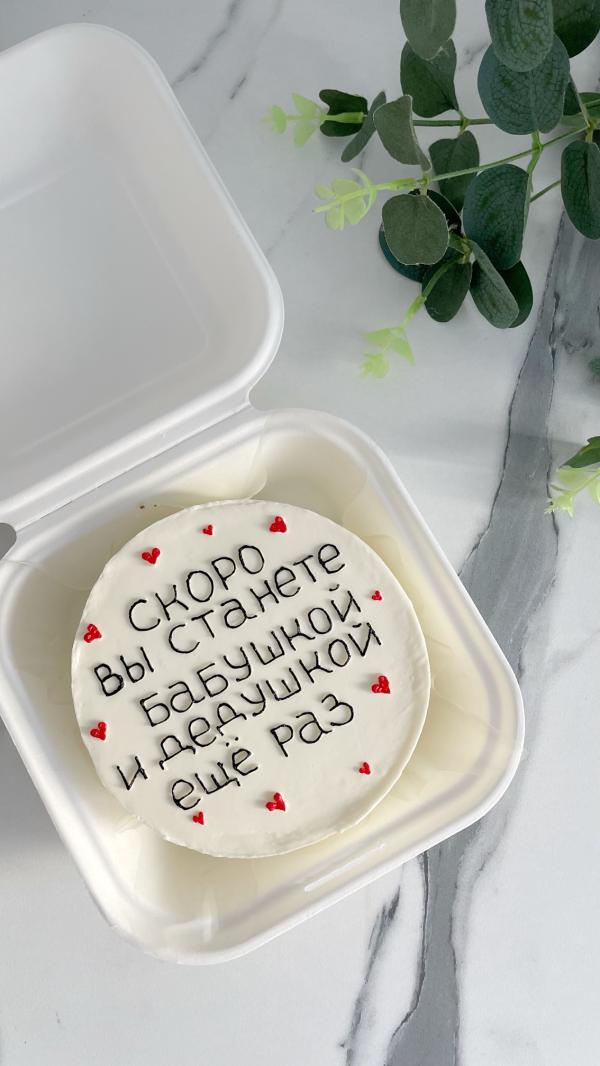 СКОРО
ВЫ СТАНЕТЕ
БАБУШКОЙ
И ДЕДУШКОЙ
ЕЩЁ РАЗ